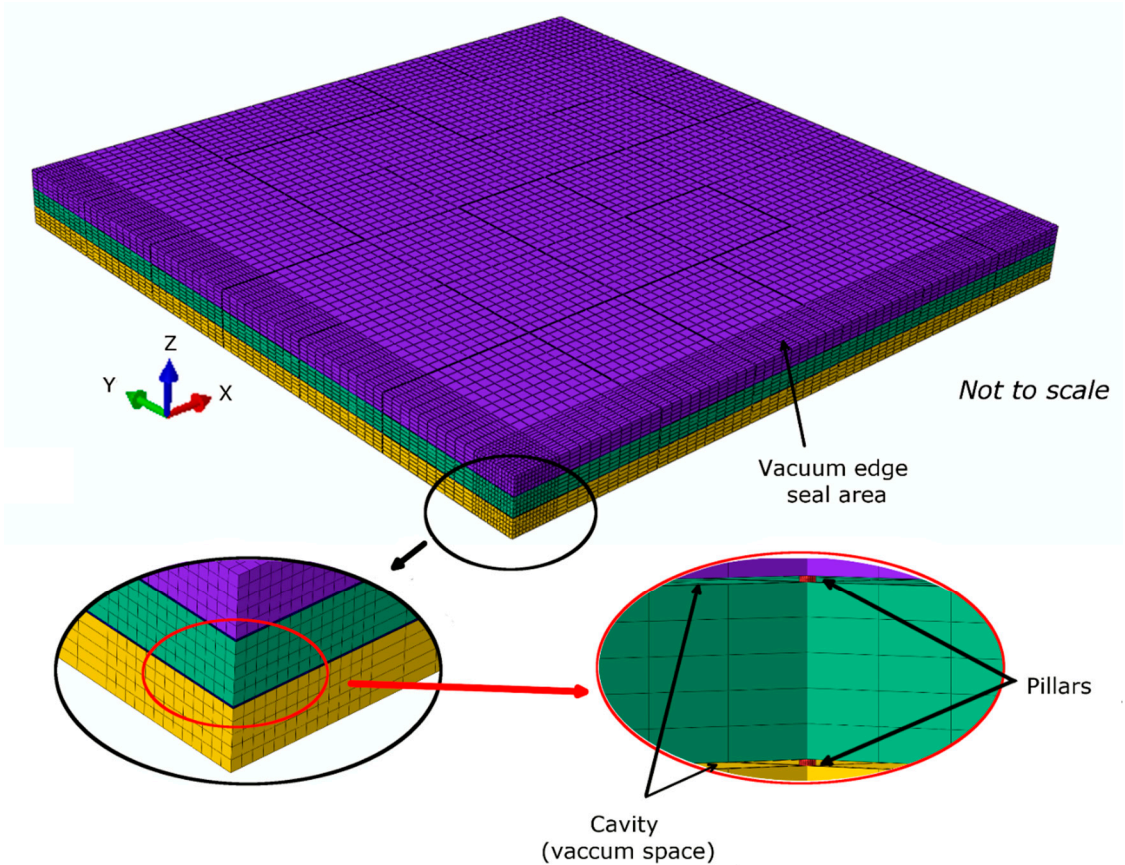 Z
Y
X
Not to scale
Vacuum edge
seal area
Pillars
Cavity
(vaccum space)